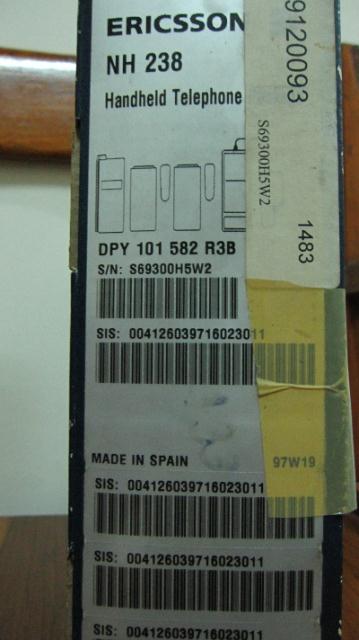 ERICSSON
NH 238
Handheld Telephone
DPY 101 582 R3B
S/N: S69300H5W2
SIS: 004126039716023011
MADE IN SPAIN 97W19
SIS: 004126039716023011
SIS: 004126039716023011
SIS: 004126039716023011
9120093
S69300H5W2
1483